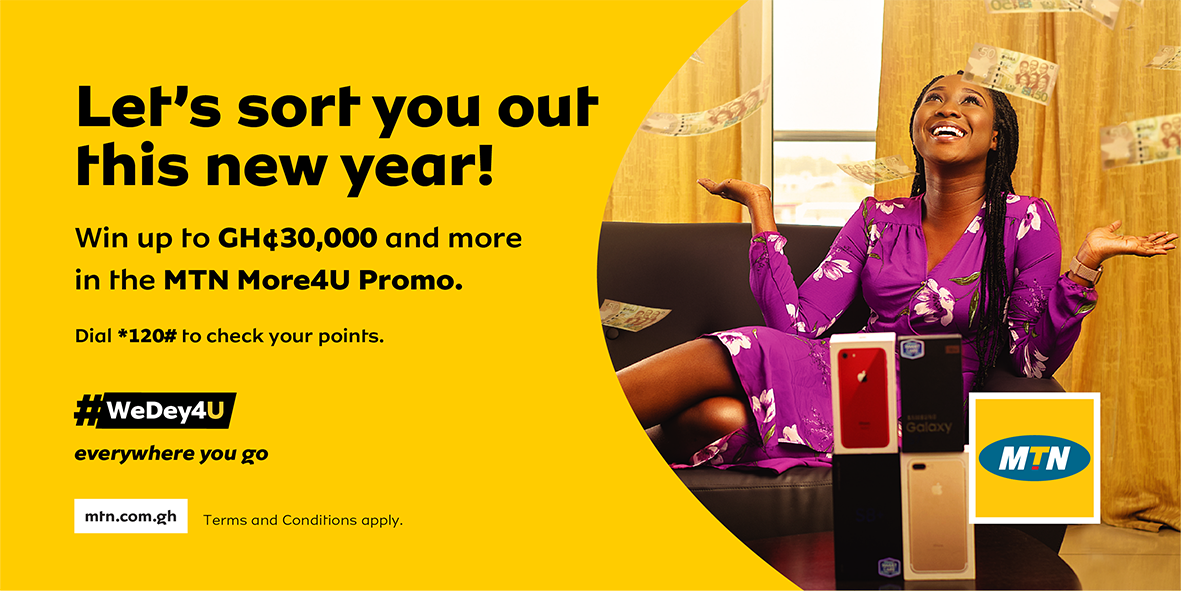 Let's sort you out
this new year!
Win up to GH¢30,000 and more
in the MTN More4U Promo.
Dial *120# to check your points.
#WeDey4U
everywhere you go
mtn.com.gh
Terms and Conditions apply.
SAMSUNG
Galaxy
MTN